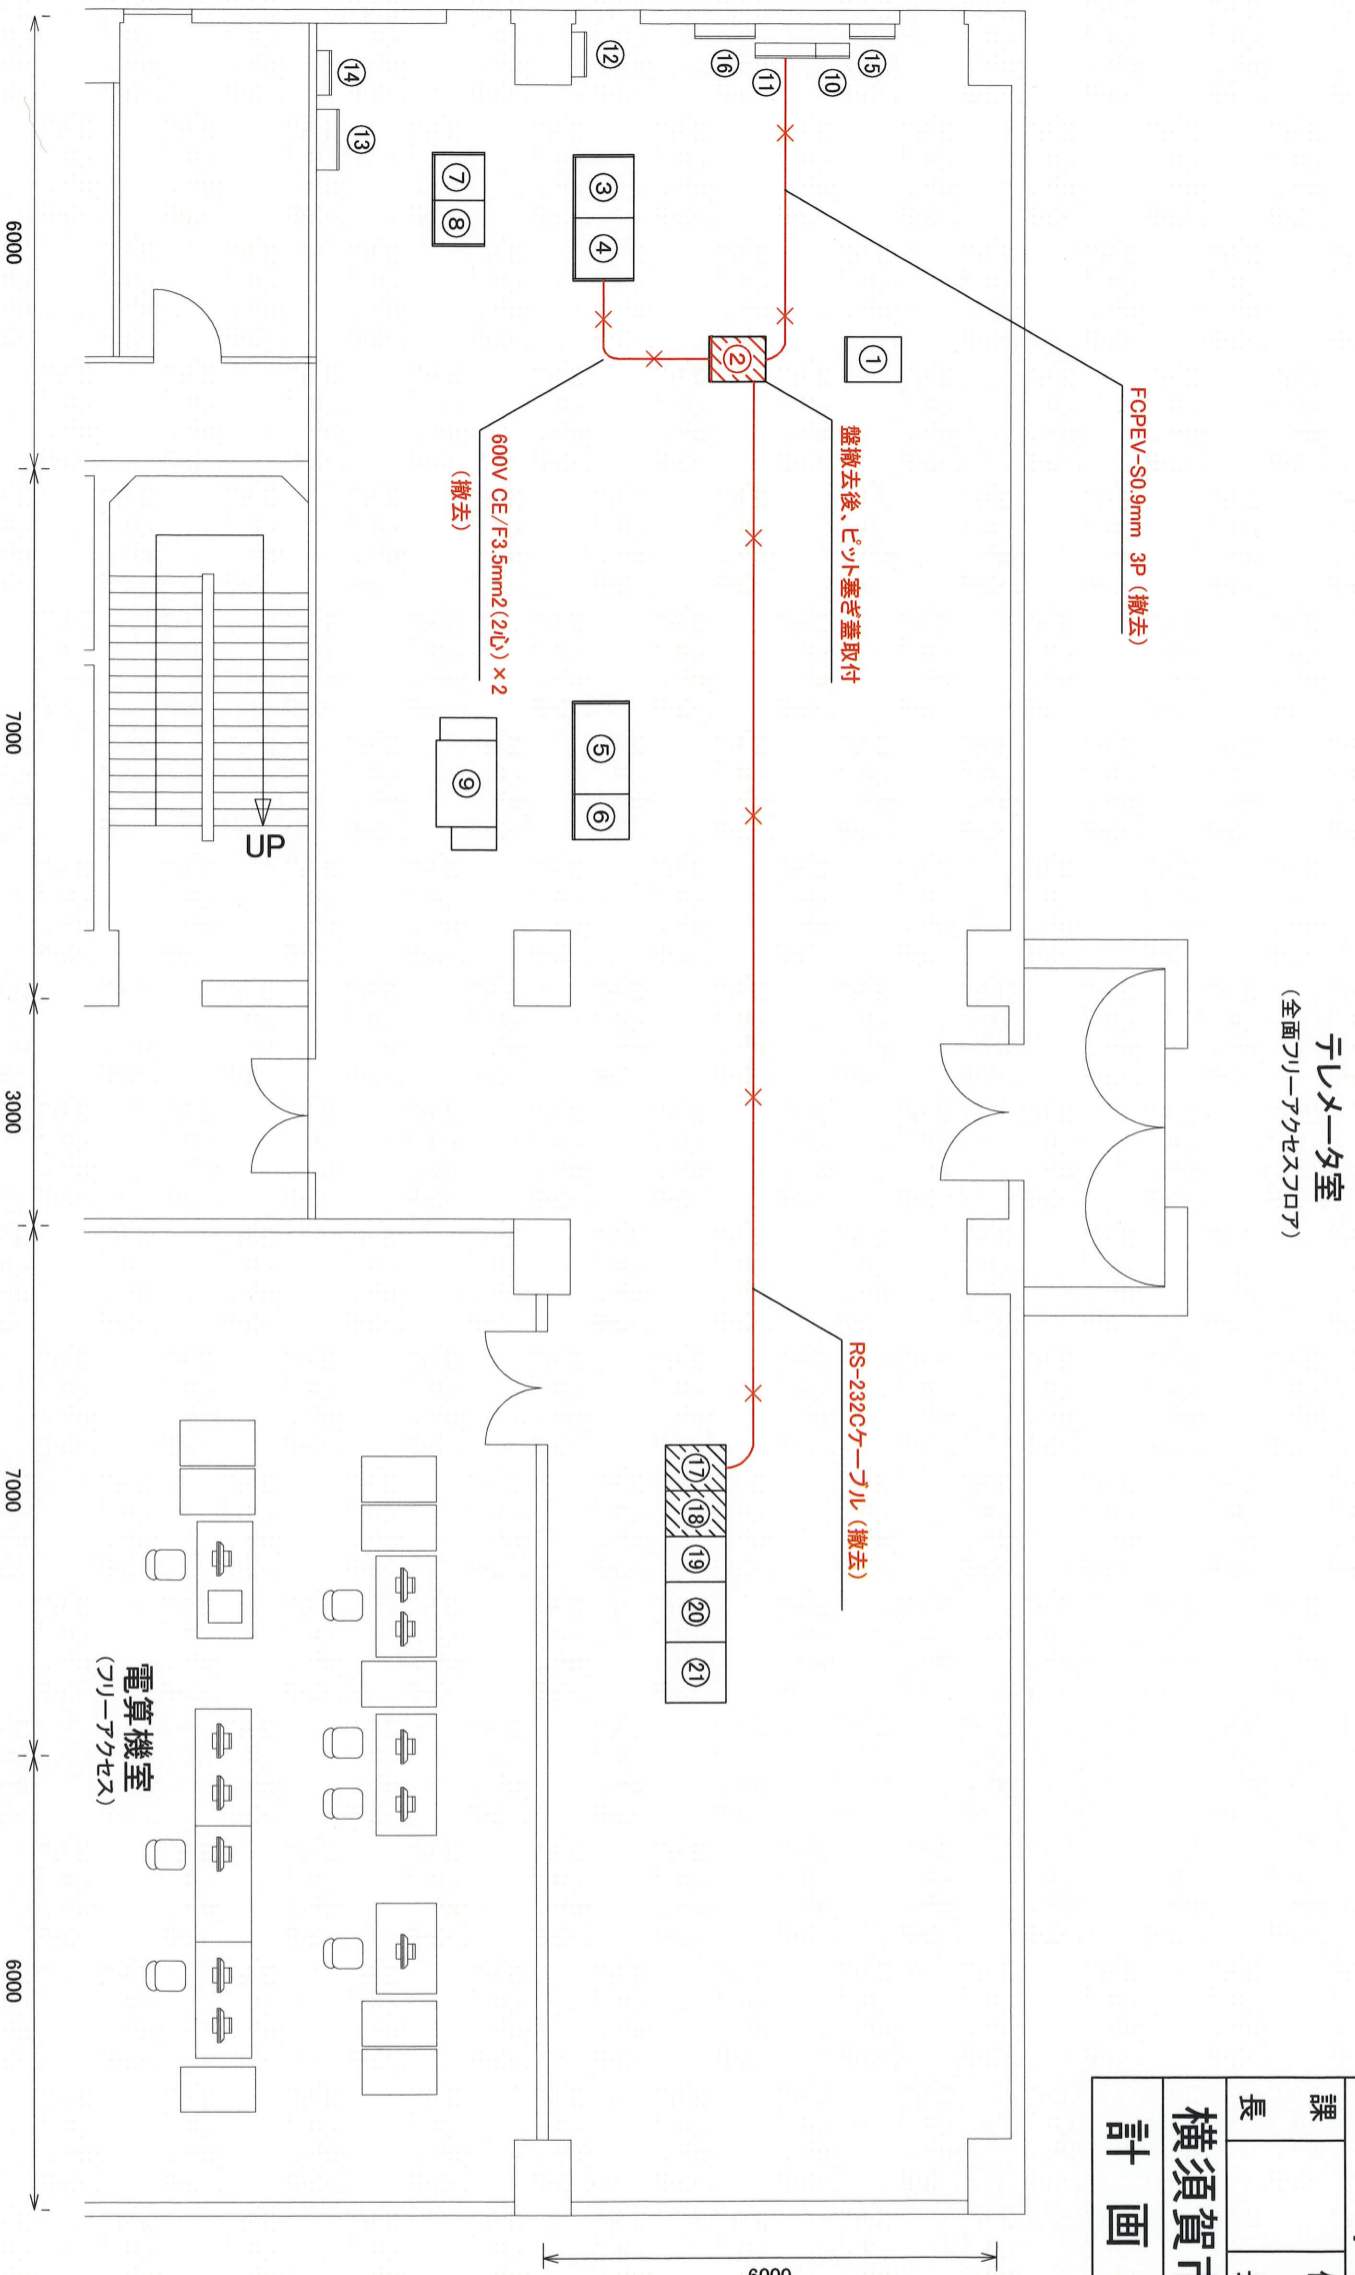 テレメータ室
(全面フリーアクセスフロア)
FCPEV-S0.9mm 3P (撤去)
盤撤去後、ピット塞ぎ蓋取付
600V CE/F3.5mm2(2心)×2
(撤去)
RS-232Cケーブル (撤去)
①
②
③
④
⑤
⑥
⑦
⑧
⑨
⑩
⑪
⑫
⑬
⑭
⑮
⑯
⑰
⑱
⑲
⑳
㉑
UP
電算機室
(フリーアクセス)
6000
7000
3000
7000
6000
6000
課
長
横須賀市
計 画